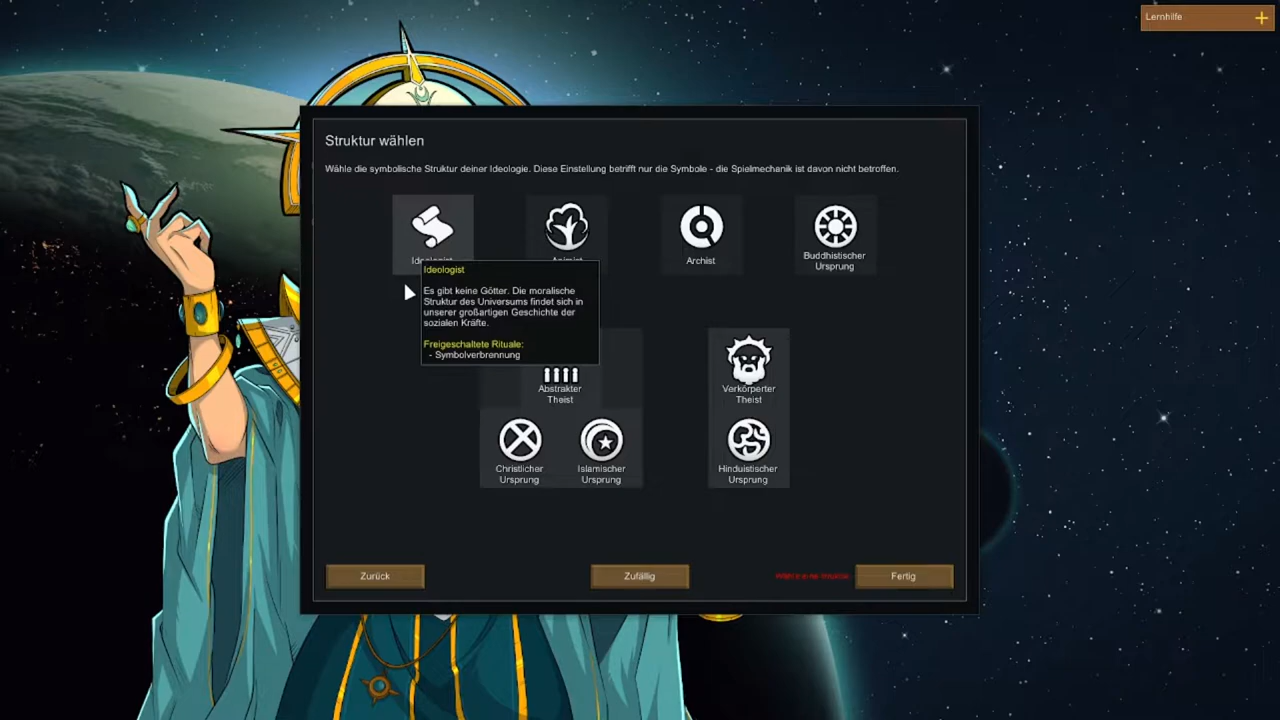 Lernhilfe
Struktur wählen
Wähle die symbolische Struktur deiner Ideologie. Diese Einstellung betrifft nur die Symbole - die Spielmechanik ist davon nicht betroffen.
Archist
Buddhistischer
Ursprung
Ideologist
Es gibt keine Götter. Die moralische
Struktur des Universums findet sich in
unserer großartigen Geschichte der
sozialen Kräfte.
Freigeschaltete Rituale:
- Symbolverbrennung
Abstrakter
Theist
Verkörperter
Theist
Christlicher
Ursprung
Islamischer
Ursprung
Hinduistischer
Ursprung
Zurück
Zufällig
Fertig